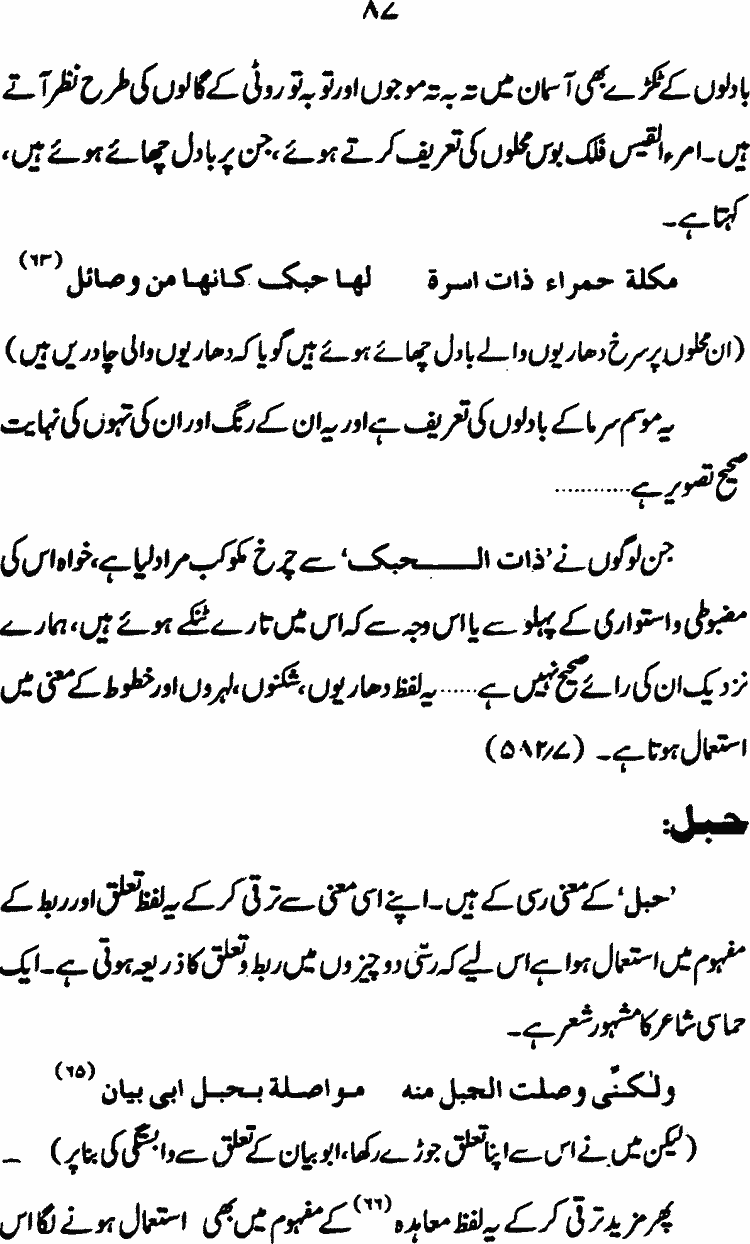 ۸۷
بادلوں کے ٹکڑے بھی آسمان میں تہ بہ تہ موجوں اور تو بہ تو روئی کے گالوں کی طرح نظر آتے
ہیں۔ امرء القیس فلک بوس محلوں کی تعریف کرتے ہوئے، جن پر بادل چھائے ہوئے ہیں،
کہتا ہے۔
مکلة حمراء ذات اسرة لها حبک کانها من وصائل (۶۳)
(ان محلوں پر سرخ دھاریوں والے بادل چھائے ہوئے ہیں گویا کہ دھاریوں والی چادریں ہیں)
یہ موسم سرما کے بادلوں کی تعریف ہے اور یہ ان کے رنگ اور ان کی تہوں کی نہایت
صحیح تصویر ہے............
جن لوگوں نے ’ذات الـــــحبک‘ سے چرخ مکوکب مراد لیا ہے، خواہ اس کی
مضبوطی و استواری کے پہلو سے یا اس وجہ سے کہ اس میں تارے ٹنکے ہوئے ہیں، ہمارے
نزدیک ان کی رائے صحیح نہیں ہے...... یہ لفظ دھاریوں، شکنوں، لہروں اور خطوط کے معنی میں
استعمال ہوتا ہے۔ (۵۸۲/۷)
حبل:
’حبل‘ کے معنی رسی کے ہیں۔ اپنے اسی معنی سے ترقی کر کے یہ لفظ تعلق اور ربط کے
مفہوم میں استعمال ہوا ہے اس لیے کہ رسّی دو چیزوں میں ربط و تعلق کا ذریعہ ہوتی ہے۔ ایک
حماسی شاعر کا مشہور شعر ہے۔
ولٰکنّی وصلت الحبل منه مواصلة بحبل ابی بیان (۶۵)
(لیکن میں نے اس سے اپنا تعلق جوڑے رکھا، ابو بیان کے تعلق سے وابستگی کی بنا پر) ۔
پھر مزید ترقی کر کے یہ لفظ معاہدہ (۶۶) کے مفہوم میں بھی استعمال ہونے لگا اس